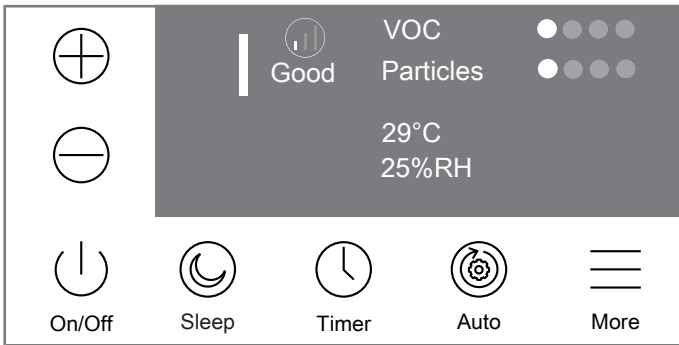 VOC
Good
Particles
29°C
25%RH
On/Off
Sleep
Timer
Auto
More